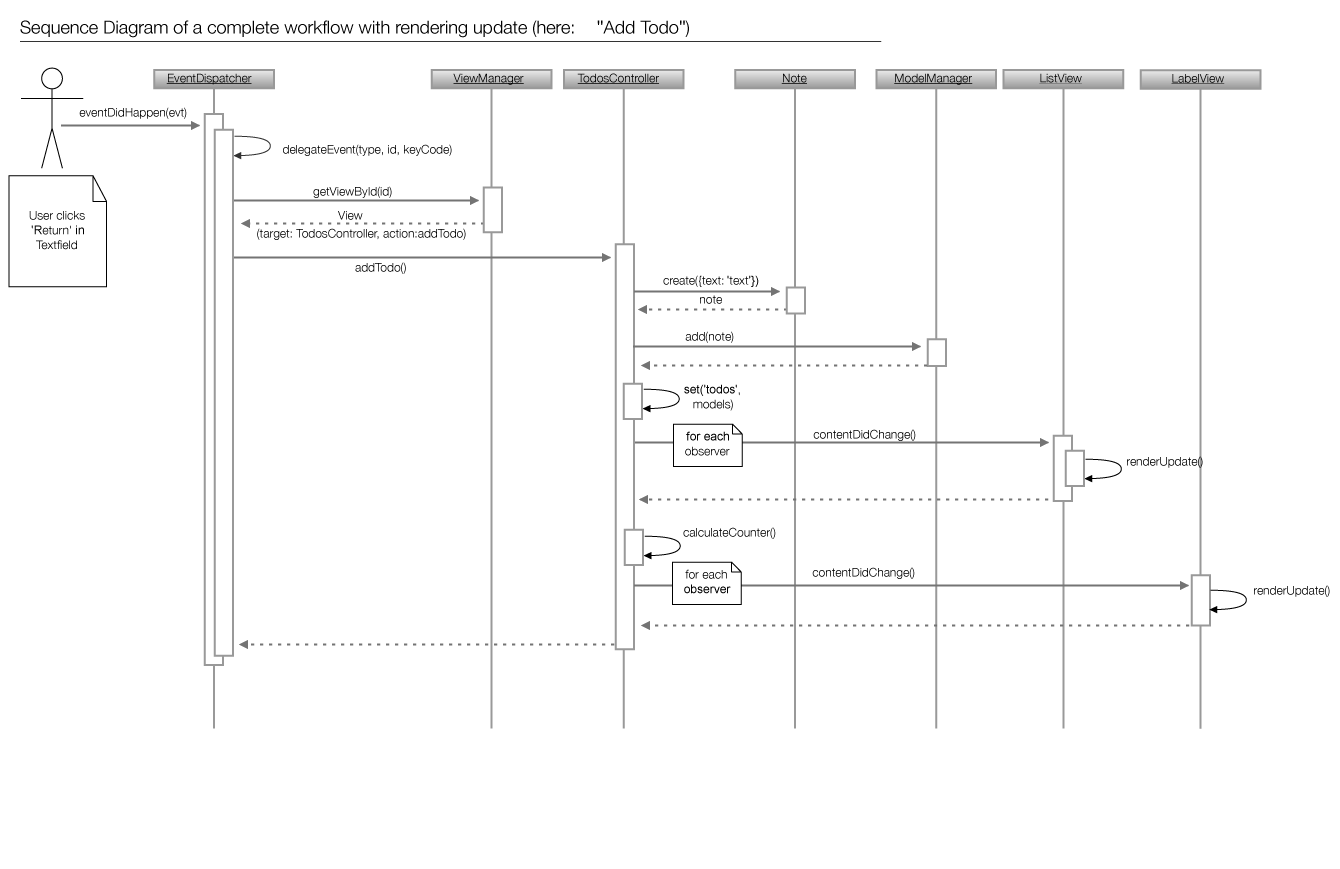 Sequence Diagram of a complete workflow with rendering update (here: "Add Todo")
EventDispatcher
ViewManager
TodosController
Note
ModelManager
ListView
LabelView
eventDidHappen(evt)
delegateEvent(type, id, keyCode)
User clicks
'Return' in
Textfield
getViewById(id)
View
(target: TodosController, action:addTodo)
addTodo()
create({text: 'text'})
note
add(note)
set('todos',
models)
for each
observer
contentDidChange()
renderUpdate()
calculateCounter()
for each
observer
contentDidChange()
renderUpdate()